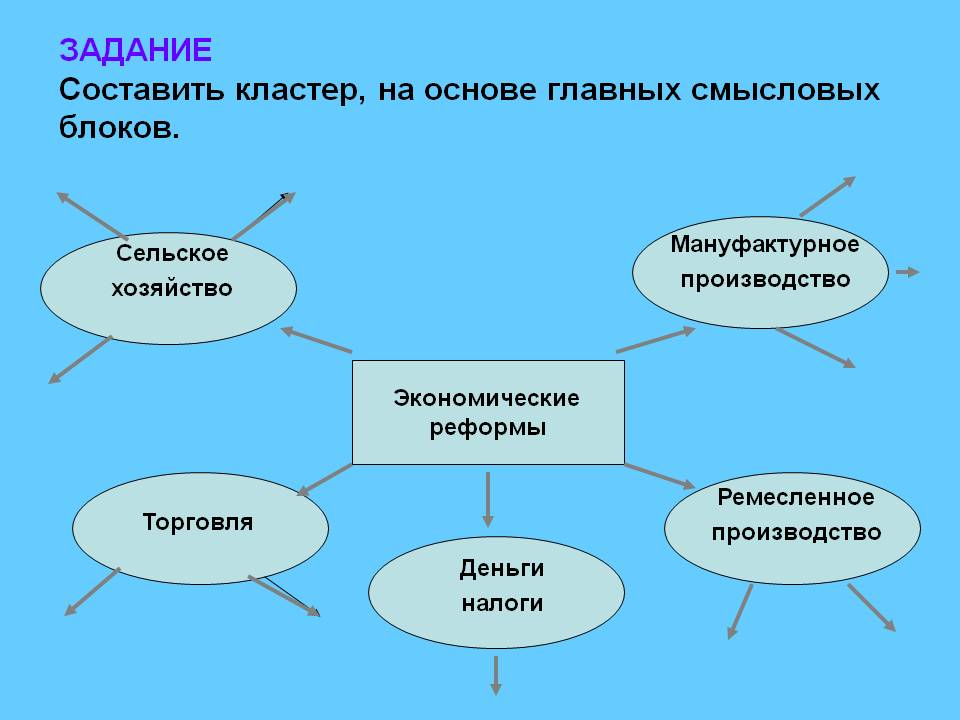 ЗАДАНИЕ
Составить кластер, на основе главных смысловых
блоков.
Сельское
хозяйство
Мануфактурное
производство
Экономические
реформы
Торговля
Деньги
налоги
Ремесленное
производство